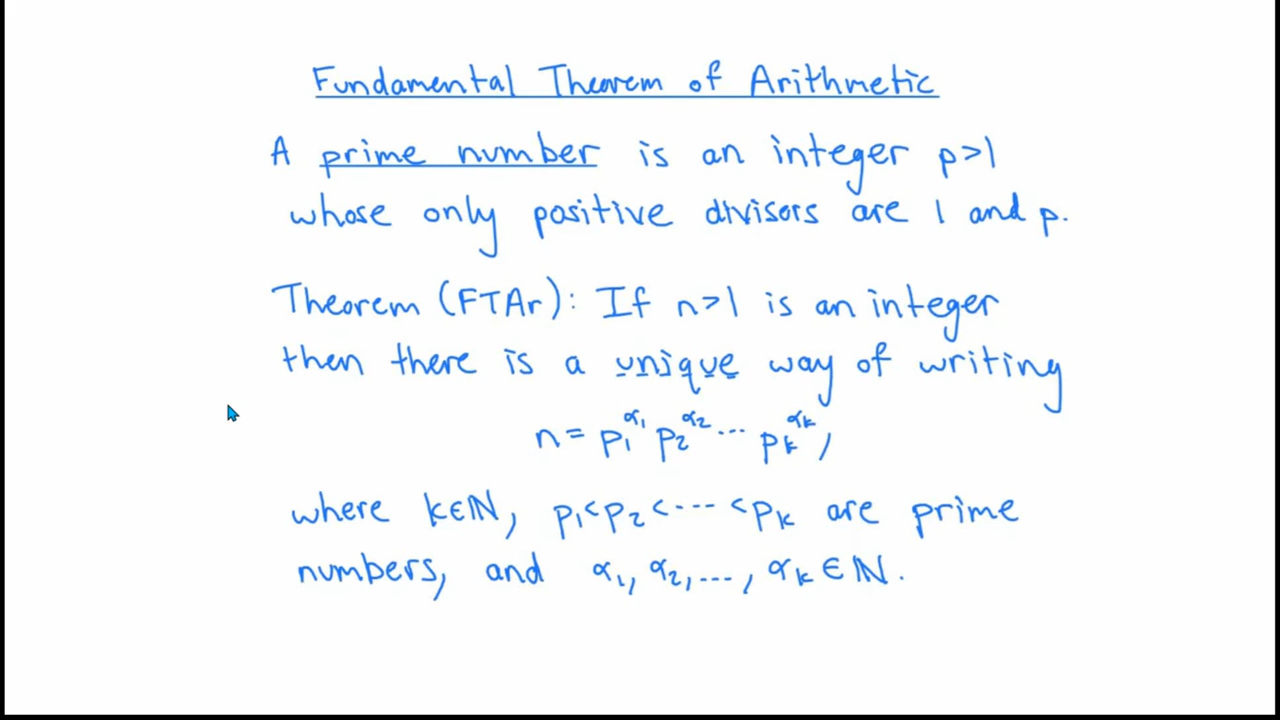 Fundamental Theorem of Arithmetic
A prime number is an integer p>1
whose only positive divisors are 1 and p.
Theorem (FTAr): If n>1 is an integer
then there is a unique way of writing
n = p₁^α₁ p₂^α₂ ... pₖ^αₖ,
where k∈ℕ, p₁<p₂<...<pₖ are prime
numbers, and α₁, α₂, ..., αₖ∈ℕ.